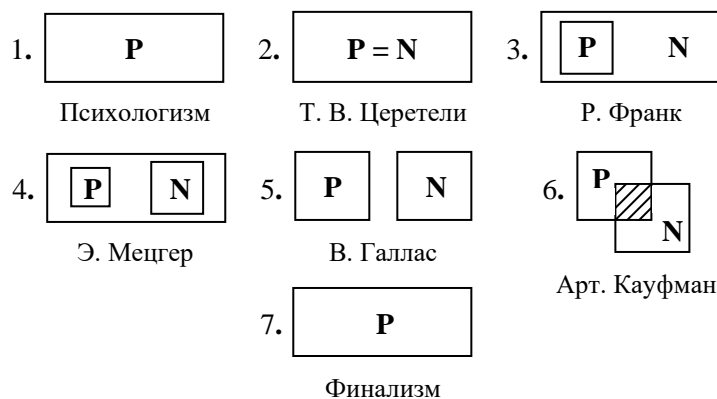 1. P 2. P = N 3. P N
Психологизм Т. В. Церетели Р. Франк
4. P N 5. P N 6. P N
Э. Мецгер В. Галлас Арт. Кауфман
7. P
Финализм